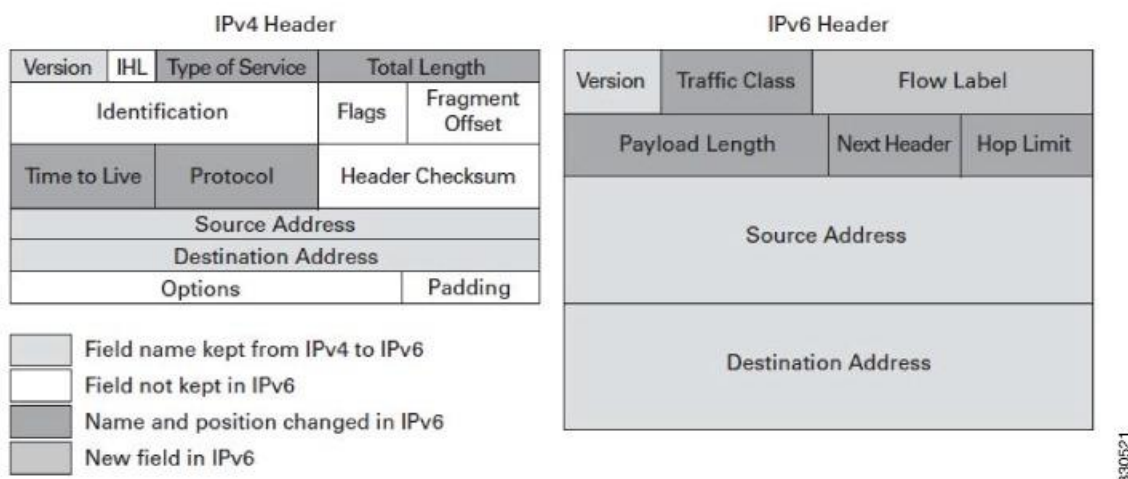 IPv4 Header
Version IHL Type of Service Total Length
Identification Flags Fragment Offset
Time to Live Protocol Header Checksum
Source Address
Destination Address
Options Padding
Field name kept from IPv4 to IPv6
Field not kept in IPv6
Name and position changed in IPv6
New field in IPv6
IPv6 Header
Version Traffic Class Flow Label
Payload Length Next Header Hop Limit
Source Address
Destination Address
330521